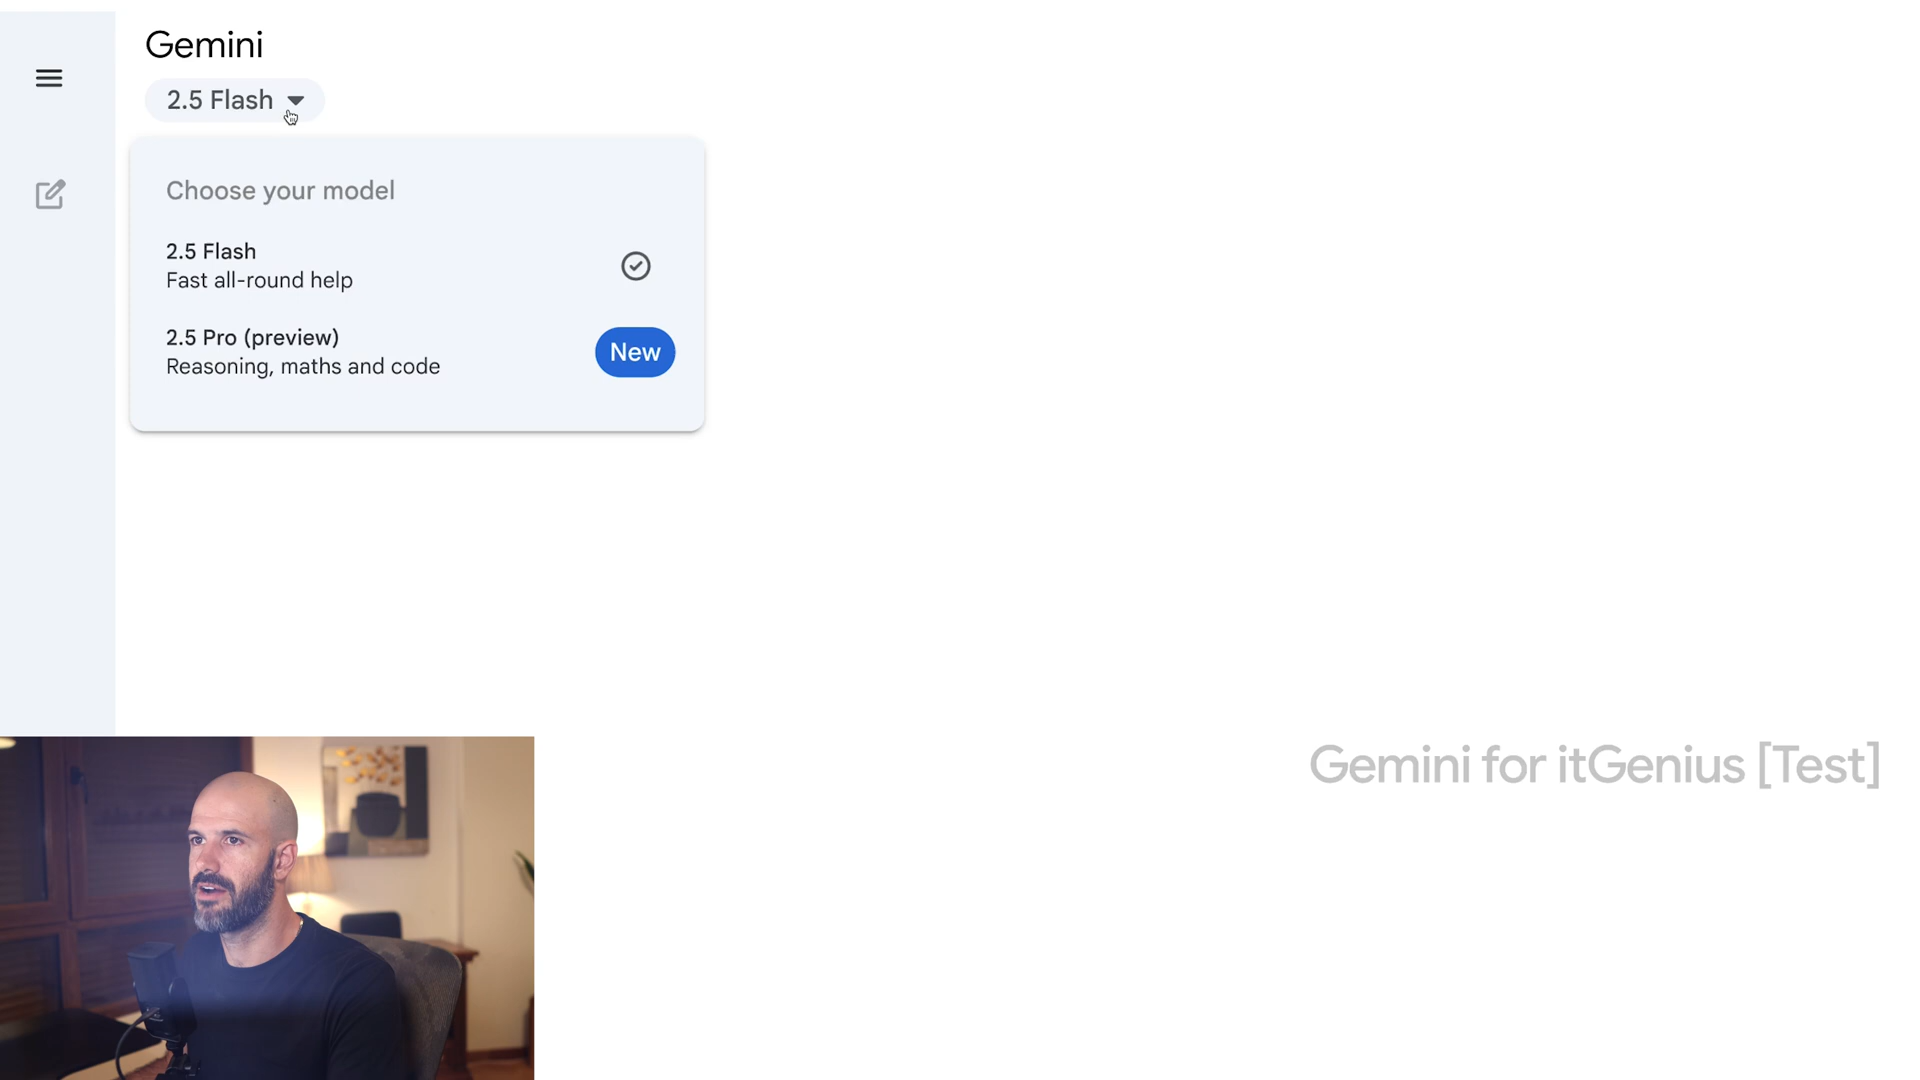 Gemini
2.5 Flash
Choose your model
2.5 Flash
Fast all-round help
2.5 Pro (preview)
Reasoning, maths and code
New
Gemini for itGenius [Test]